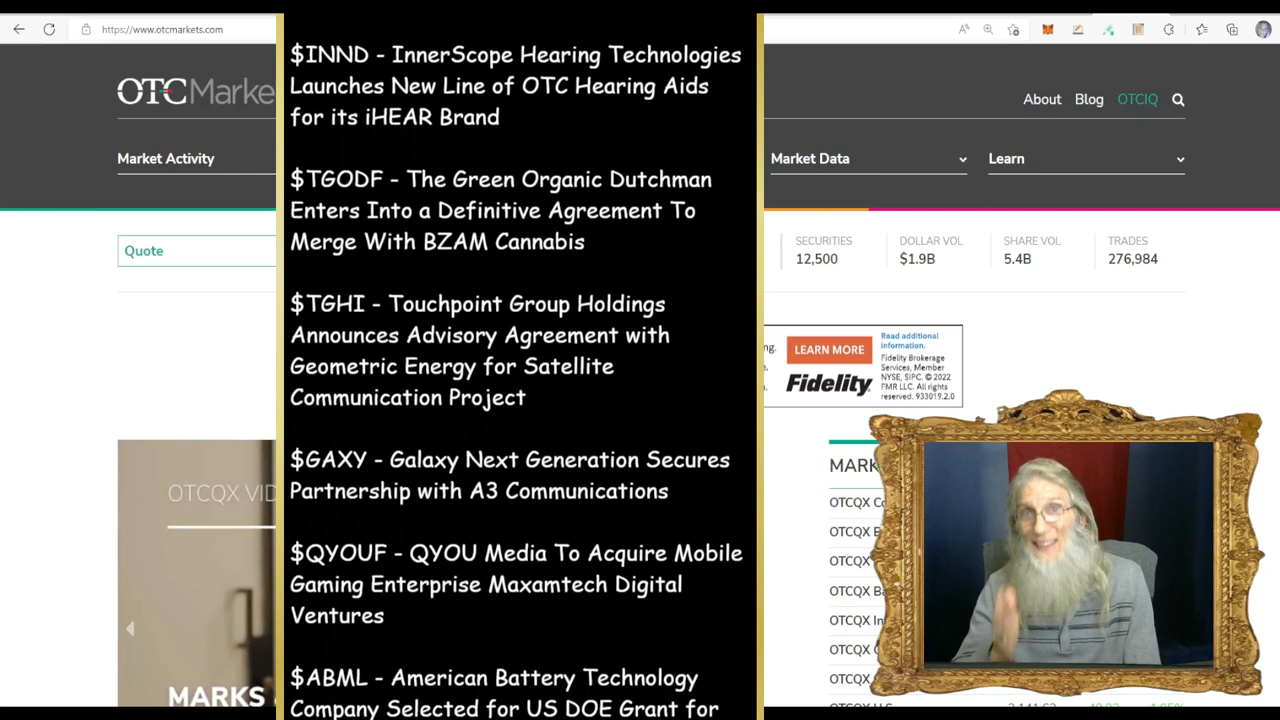 https://www.otcmarkets.com
OTCMarke
About Blog OTCIQ
Market Activity
Market Data
Learn
Quote
SECURITIES
12,500
DOLLAR VOL
$1.9B
SHARE VOL
5.4B
TRADES
276,984
$INND - InnerScope Hearing Technologies
Launches New Line of OTC Hearing Aids
for its iHEAR Brand
$TGODF - The Green Organic Dutchman
Enters Into a Definitive Agreement To
Merge With BZAM Cannabis
$TGHI - Touchpoint Group Holdings
Announces Advisory Agreement with
Geometric Energy for Satellite
Communication Project
$GAXY - Galaxy Next Generation Secures
Partnership with A3 Communications
$QYOUF - QYOU Media To Acquire Mobile
Gaming Enterprise Maxamtech Digital
Ventures
$ABML - American Battery Technology
Company Selected for US DOE Grant for
ng.
LEARN MORE
Fidelity
Read additional
information.
Fidelity Brokerage
Services, Member
NYSE, SIPC. © 2022
FMR LLC. All rights
reserved. 933019.2.0
OTCQX VID
MARKS
MARK
OTCQX C
OTCQX B
OTCQX
OTCQX Ba
OTCQX In
OTCQX
OTCQX